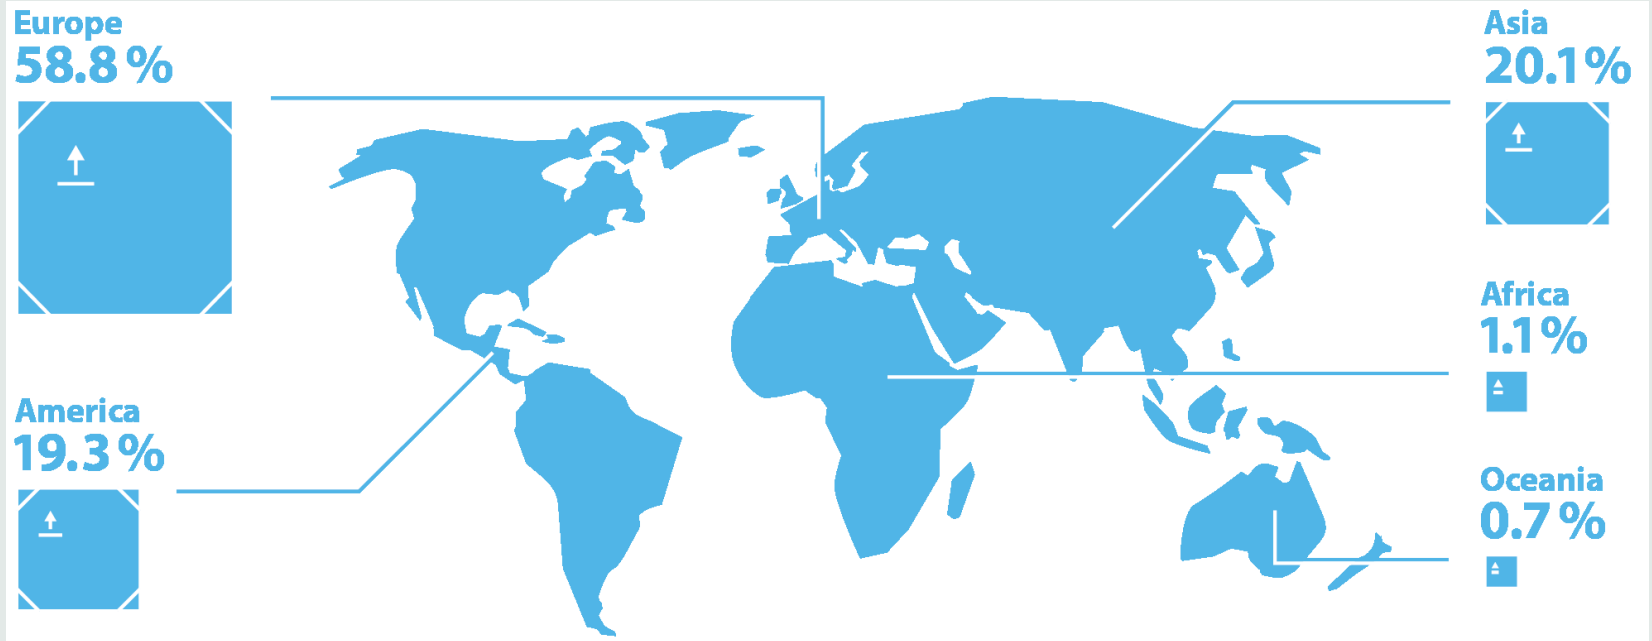 Europe
58.8 %
America
19.3 %
Asia
20.1%
Africa
1.1 %
Oceania
0.7 %